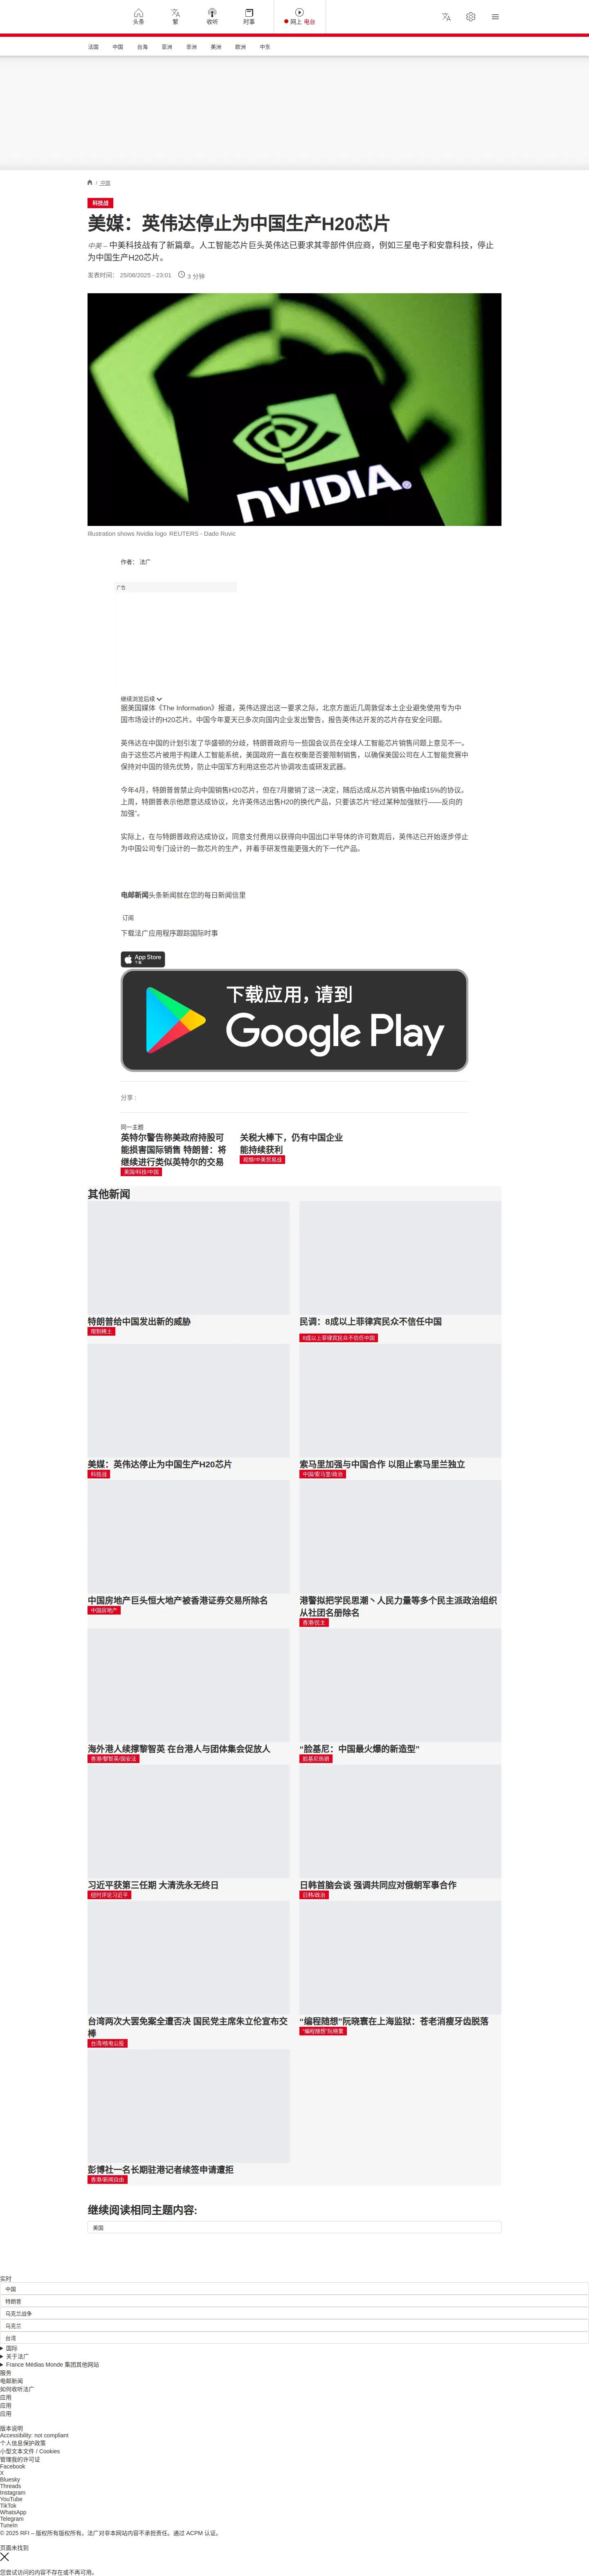 头条
繁
收听
时事
网上 电台
法国 中国 台海 亚洲 非洲 美洲 欧洲 中东
/ 中国
科技战
美媒：英伟达停止为中国生产H20芯片
中美 – 中美科技战有了新篇章。人工智能芯片巨头英伟达已要求其零部件供应商，例如三星电子和安靠科技，停止
为中国生产H20芯片。
发表时间： 25/08/2025 - 23:01 3 分钟
NVIDIA
Illustration shows Nvidia logo REUTERS - Dado Ruvic
作者： 法广
广告
继续浏览后续
据美国媒体《The Information》报道，英伟达提出这一要求之际，北京方面近几周敦促本土企业避免使用专为中
国市场设计的H20芯片。中国今年夏天已多次向国内企业发出警告，报告英伟达开发的芯片存在安全问题。
英伟达在中国的计划引发了华盛顿的分歧，特朗普政府与一些国会议员在全球人工智能芯片销售问题上意见不一。
由于这些芯片被用于构建人工智能系统，美国政府一直在权衡是否要限制销售，以确保美国公司在人工智能竞赛中
保持对中国的领先优势，防止中国军方利用这些芯片协调攻击或研发武器。
今年4月，特朗普曾禁止向中国销售H20芯片，但在7月撤销了这一决定，随后达成从芯片销售中抽成15%的协议。
上周，特朗普表示他愿意达成协议，允许英伟达出售H20的换代产品，只要该芯片“经过某种加强就行——反向的
加强”。
实际上，在与特朗普政府达成协议，同意支付费用以获得向中国出口半导体的许可数周后，英伟达已开始逐步停止
为中国公司专门设计的一款芯片的生产，并着手研发性能更强大的下一代产品。
电邮新闻头条新闻就在您的每日新闻信里
订阅
下载法广应用程序跟踪国际时事
App Store
下载
下载应用，请到
Google Play
分享 :
同一主题
英特尔警告称美政府持股可
能损害国际销售 特朗普：将
继续进行类似英特尔的交易
美国/科技/中国
关税大棒下，仍有中国企业
能持续获利
视频/中美贸易战
其他新闻
特朗普给中国发出新的威胁
限制稀土
民调：8成以上菲律宾民众不信任中国
8成以上菲律宾民众不信任中国
美媒：英伟达停止为中国生产H20芯片
科技战
索马里加强与中国合作 以阻止索马里兰独立
中国/索马里/政治
中国房地产巨头恒大地产被香港证券交易所除名
中国房地产
港警拟把学民思潮丶人民力量等多个民主派政治组织
从社团名册除名
香港/民主
海外港人续撑黎智英 在台港人与团体集会促放人
香港/黎智英/国安法
“脸基尼：中国最火爆的新造型”
脸基尼热销
习近平获第三任期 大清洗永无终日
纽时评论习近平
日韩首脑会谈 强调共同应对俄朝军事合作
日韩/政治
台湾两次大罢免案全遭否决 国民党主席朱立伦宣布交
棒
台湾/核电公投
“编程随想”阮晓寰在上海监狱：苍老消瘦牙齿脱落
“编程随想”阮晓寰
彭博社一名长期驻港记者续签申请遭拒
香港/新闻自由
继续阅读相同主题内容:
美国
实时
中国
特朗普
乌克兰战争
乌克兰
台湾
国际
关于法广
France Médias Monde 集团其他网站
服务
电邮新闻
如何收听法广
应用
应用
应用
版本说明
Accessibility: not compliant
个人信息保护政策
小型文本文件 / Cookies
管理我的许可证
Facebook
X
Bluesky
Threads
Instagram
YouTube
TikTok
WhatsApp
Telegram
TuneIn
© 2025 RFI – 版权所有版权所有。法广对非本网站内容不承担责任。通过 ACPM 认证。
页面未找到
您尝试访问的内容不存在或不再可用。